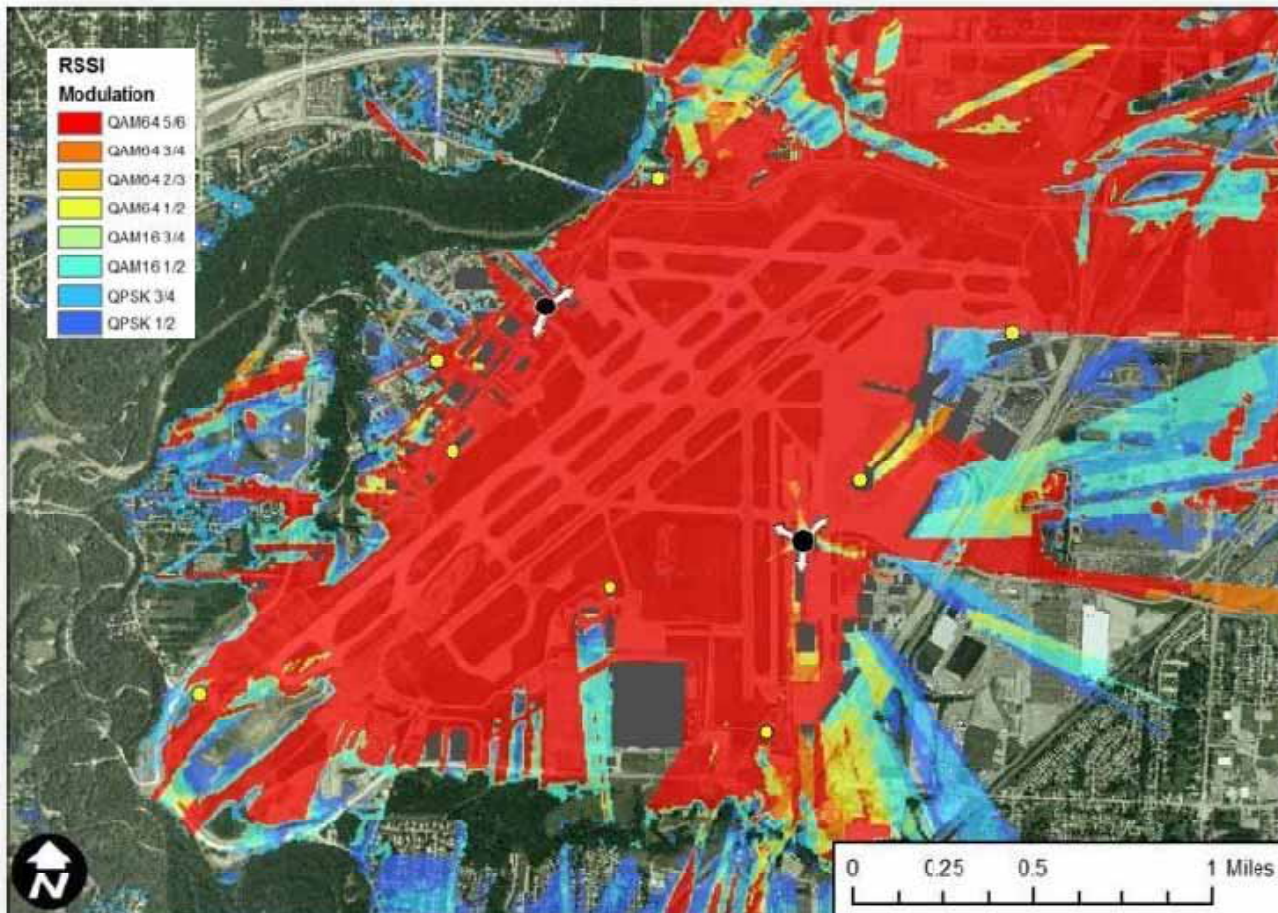 RSSI
Modulation
QAM64 5/6
QAM64 3/4
QAM64 2/3
QAM64 1/2
QAM16 3/4
QAM16 1/2
QPSK 3/4
QPSK 1/2
N
0 0.25 0.5 1 Miles